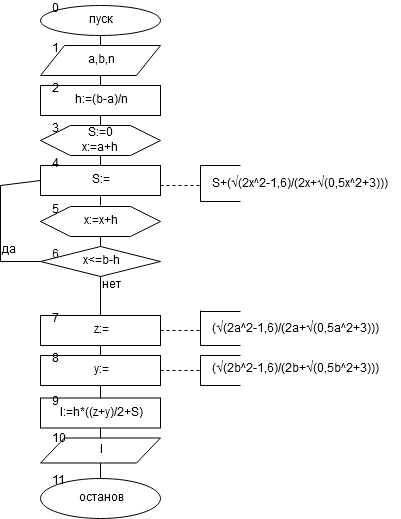 0
пуск
1
a,b,n
2
h:=(b-a)/n
3
S:=0
x:=a+h
4
S:=
S+(√(2x^2-1,6)/(2x+√(0,5x^2+3)))
5
x:=x+h
да
6
x<=b-h
нет
7
z:=
(√(2a^2-1,6)/(2a+√(0,5a^2+3)))
8
y:=
(√(2b^2-1,6)/(2b+√(0,5b^2+3)))
9
I:=h*((z+y)/2+S)
10
I
11
останов